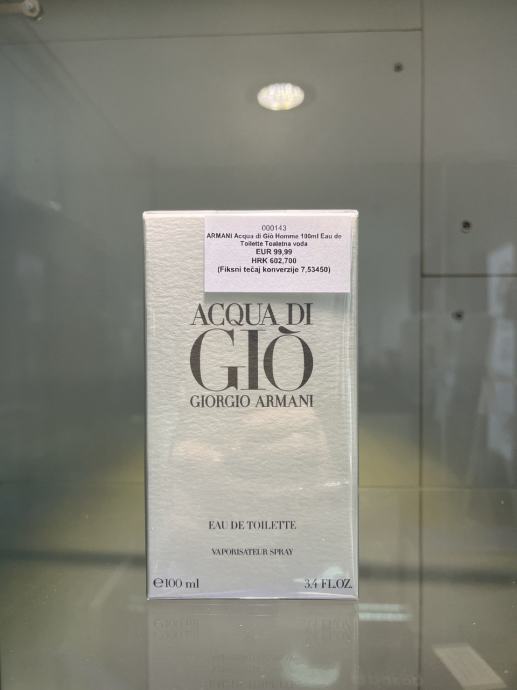 000143
ARMANI Acqua di Giò Homme 100ml Eau de
Toilette Toaletna voda
EUR 99,99
HRK 602,700
(Fiksni tečaj konverzije 7,53450)
ACQUA DI
GIÒ
GIORGIO ARMANI
EAU DE TOILETTE
VAPORISATEUR SPRAY
℮100 ml 3.4 FL.OZ.